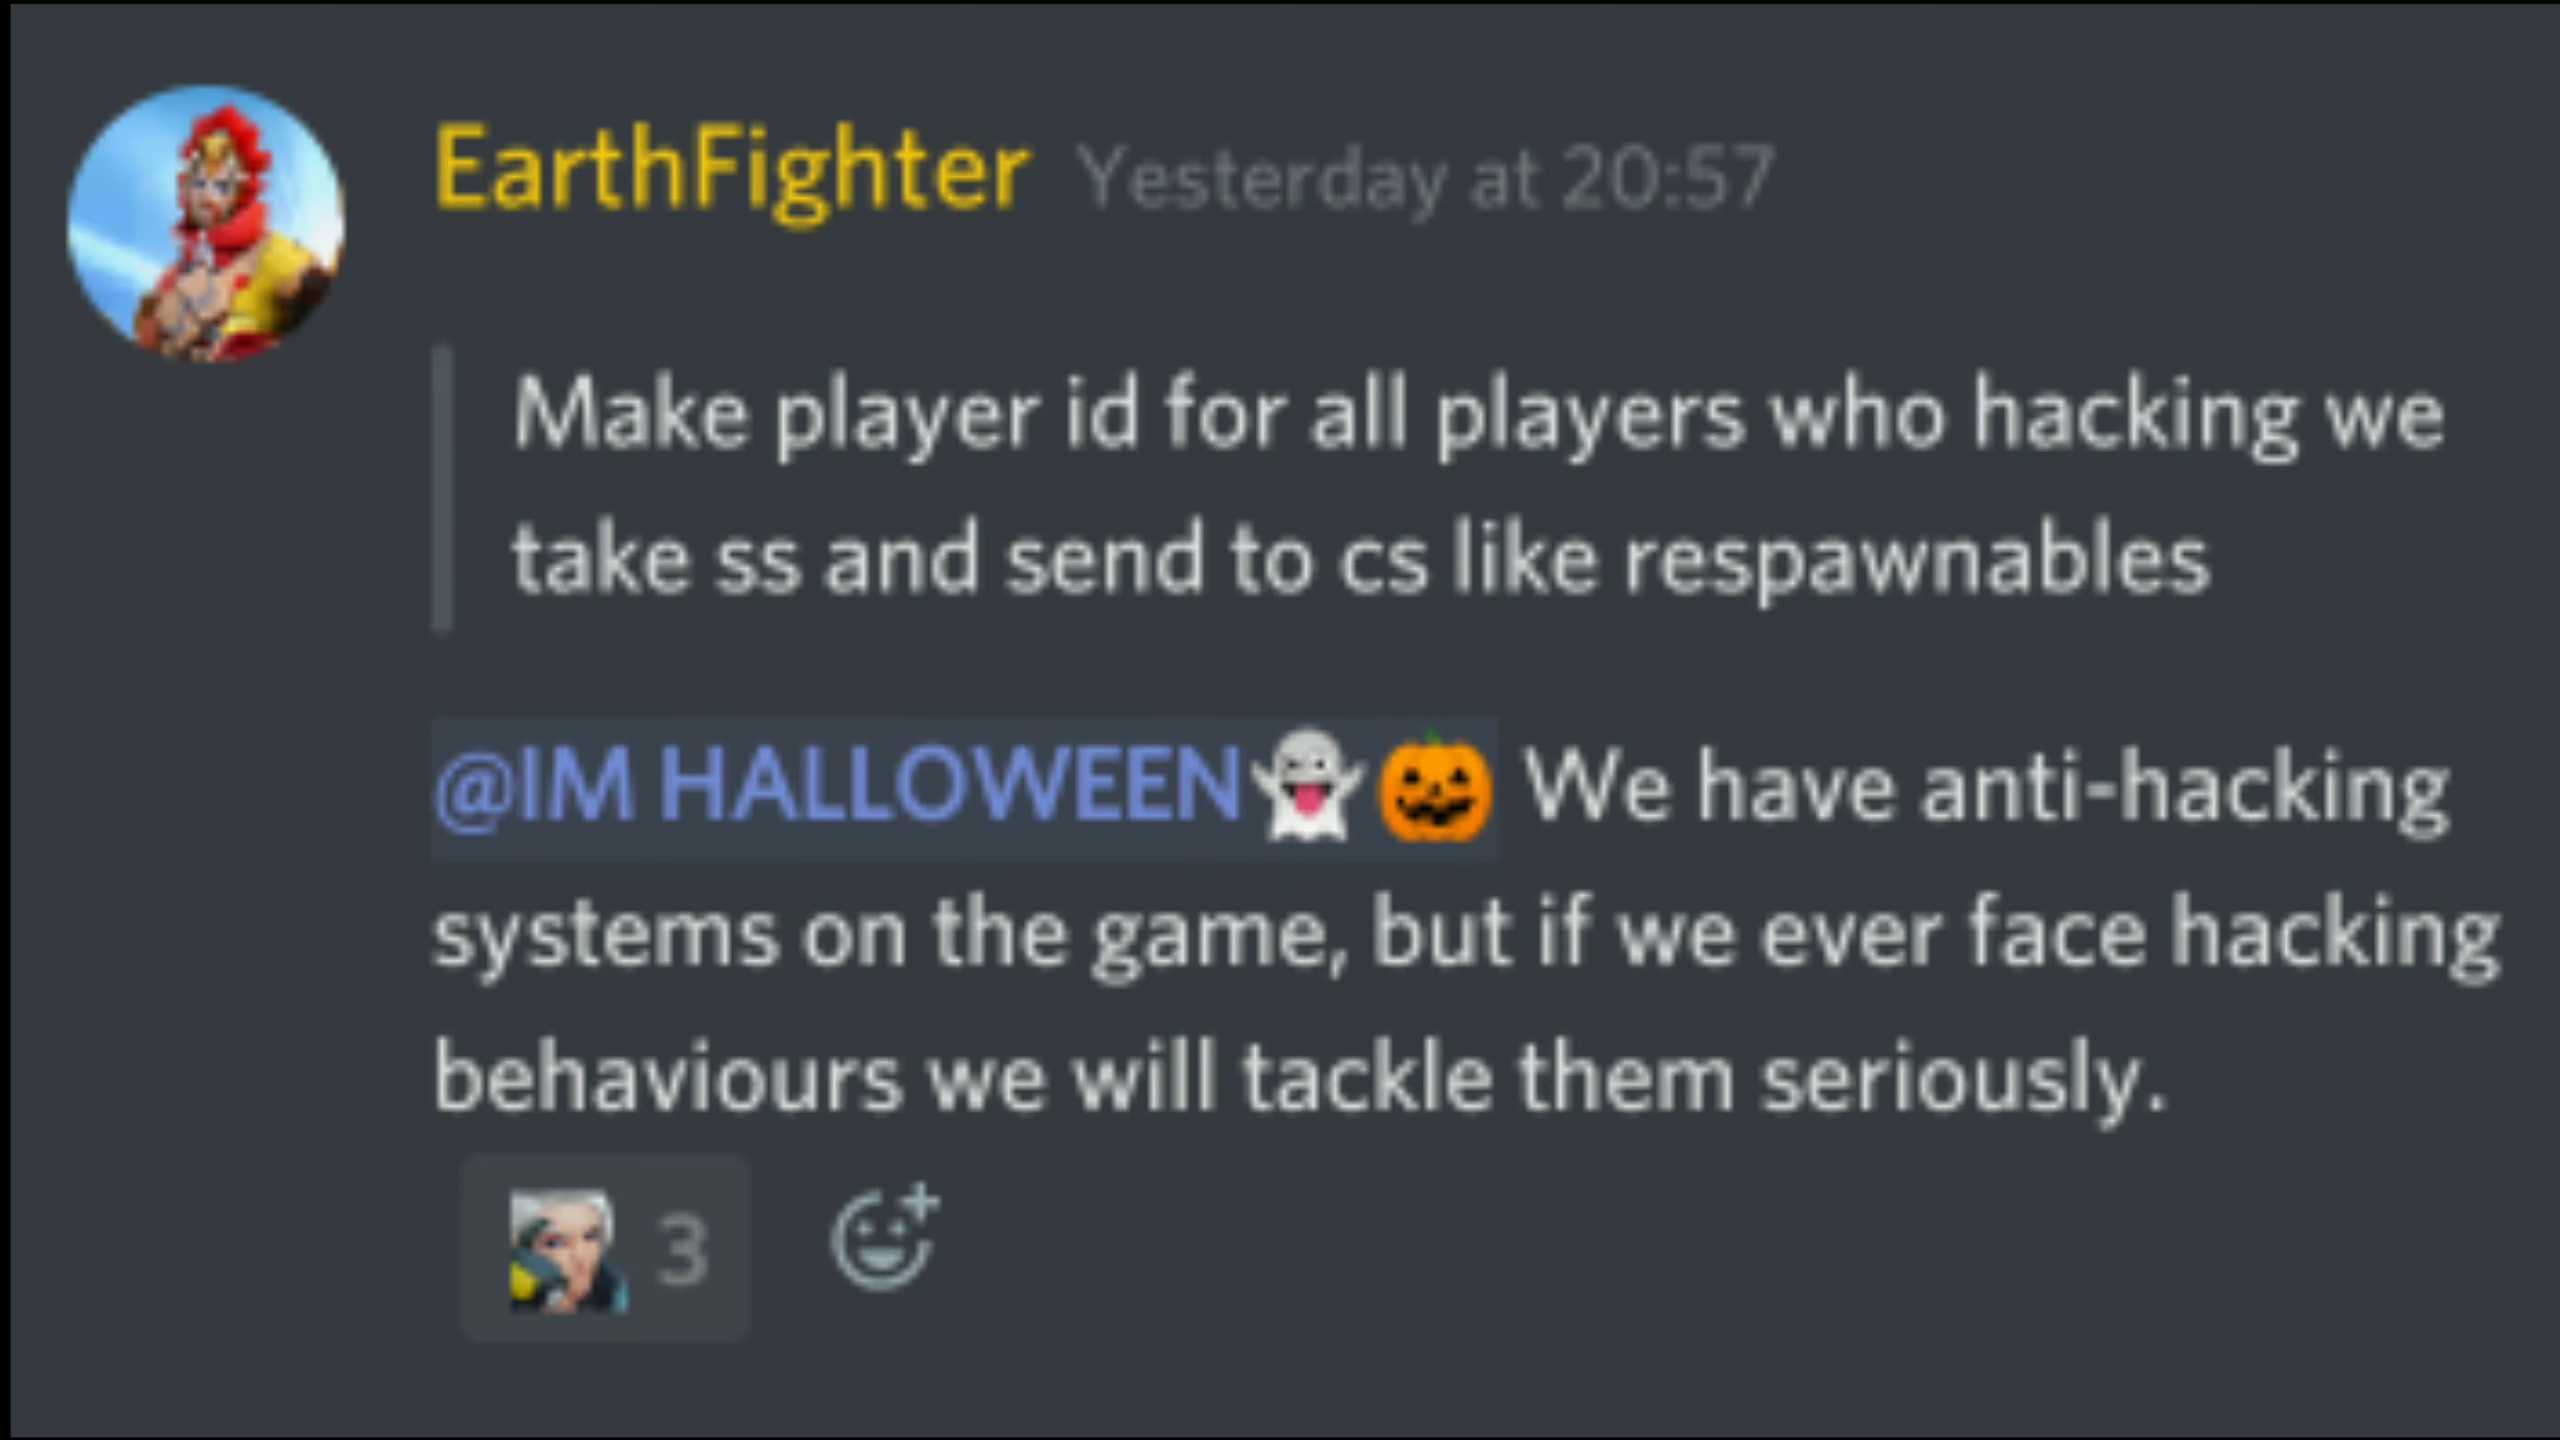 EarthFighter Yesterday at 20:57
Make player id for all players who hacking we
take ss and send to cs like respawnables
@IM HALLOWEEN👻🎃 We have anti-hacking
systems on the game, but if we ever face hacking
behaviours we will tackle them seriously.
3